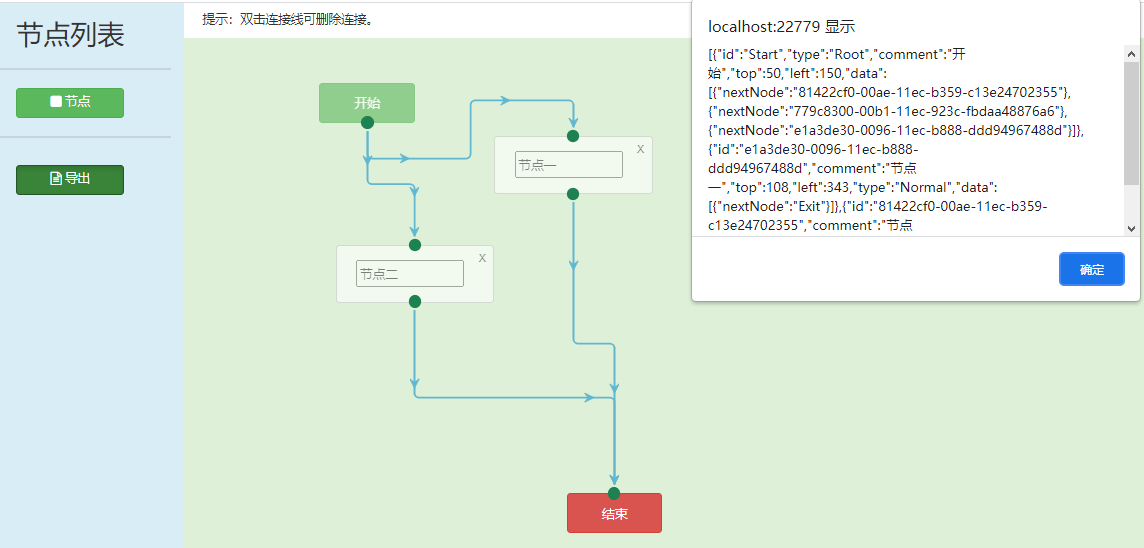 节点列表
提示：双击连接线可删除连接。
节点
导出
开始
节点一
X
节点二
X
结束
localhost:22779 显示
[{"id":"Start","type":"Root","comment":"开
始","top":50,"left":150,"data":
[{"nextNode":"81422cf0-00ae-11ec-b359-c13e24702355"},
{"nextNode":"779c8300-00b1-11ec-923c-fbdaa48876a6"},
{"nextNode":"e1a3de30-0096-11ec-b888-ddd94967488d"}]},
{"id":"e1a3de30-0096-11ec-b888-
ddd94967488d","comment":"节点
一","top":108,"left":343,"type":"Normal","data":
[{"nextNode":"Exit"}]},{"id":"81422cf0-00ae-11ec-b359-
c13e24702355","comment":"节点
确定